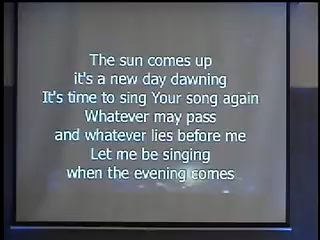 The sun comes up
it's a new day dawning
It's time to sing Your song again
Whatever may pass
and whatever lies before me
Let me be singing
when the evening comes